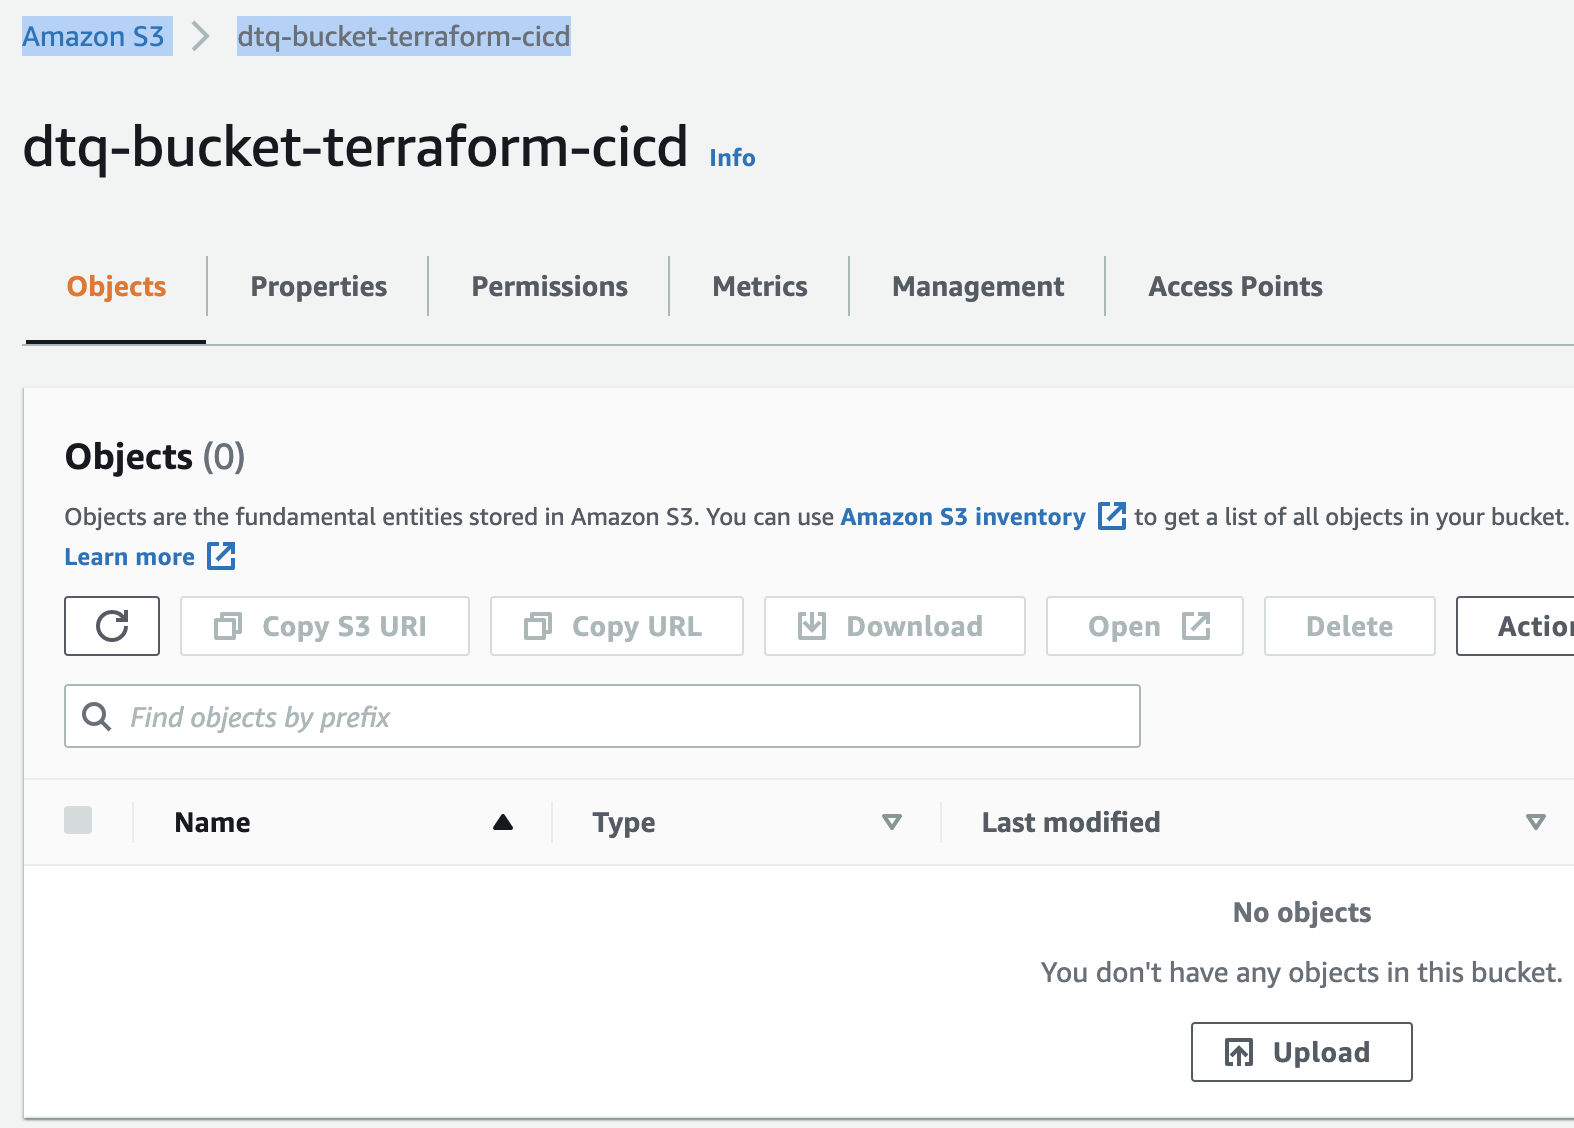 Amazon S3 dtq-bucket-terraform-cicd
dtq-bucket-terraform-cicd Info
Objects Properties Permissions Metrics Management Access Points
Objects (0)
Objects are the fundamental entities stored in Amazon S3. You can use Amazon S3 inventory to get a list of all objects in your bucket.
Learn more
Copy S3 URI Copy URL Download Open Delete Action
Find objects by prefix
Name Type Last modified
No objects
You don't have any objects in this bucket.
Upload